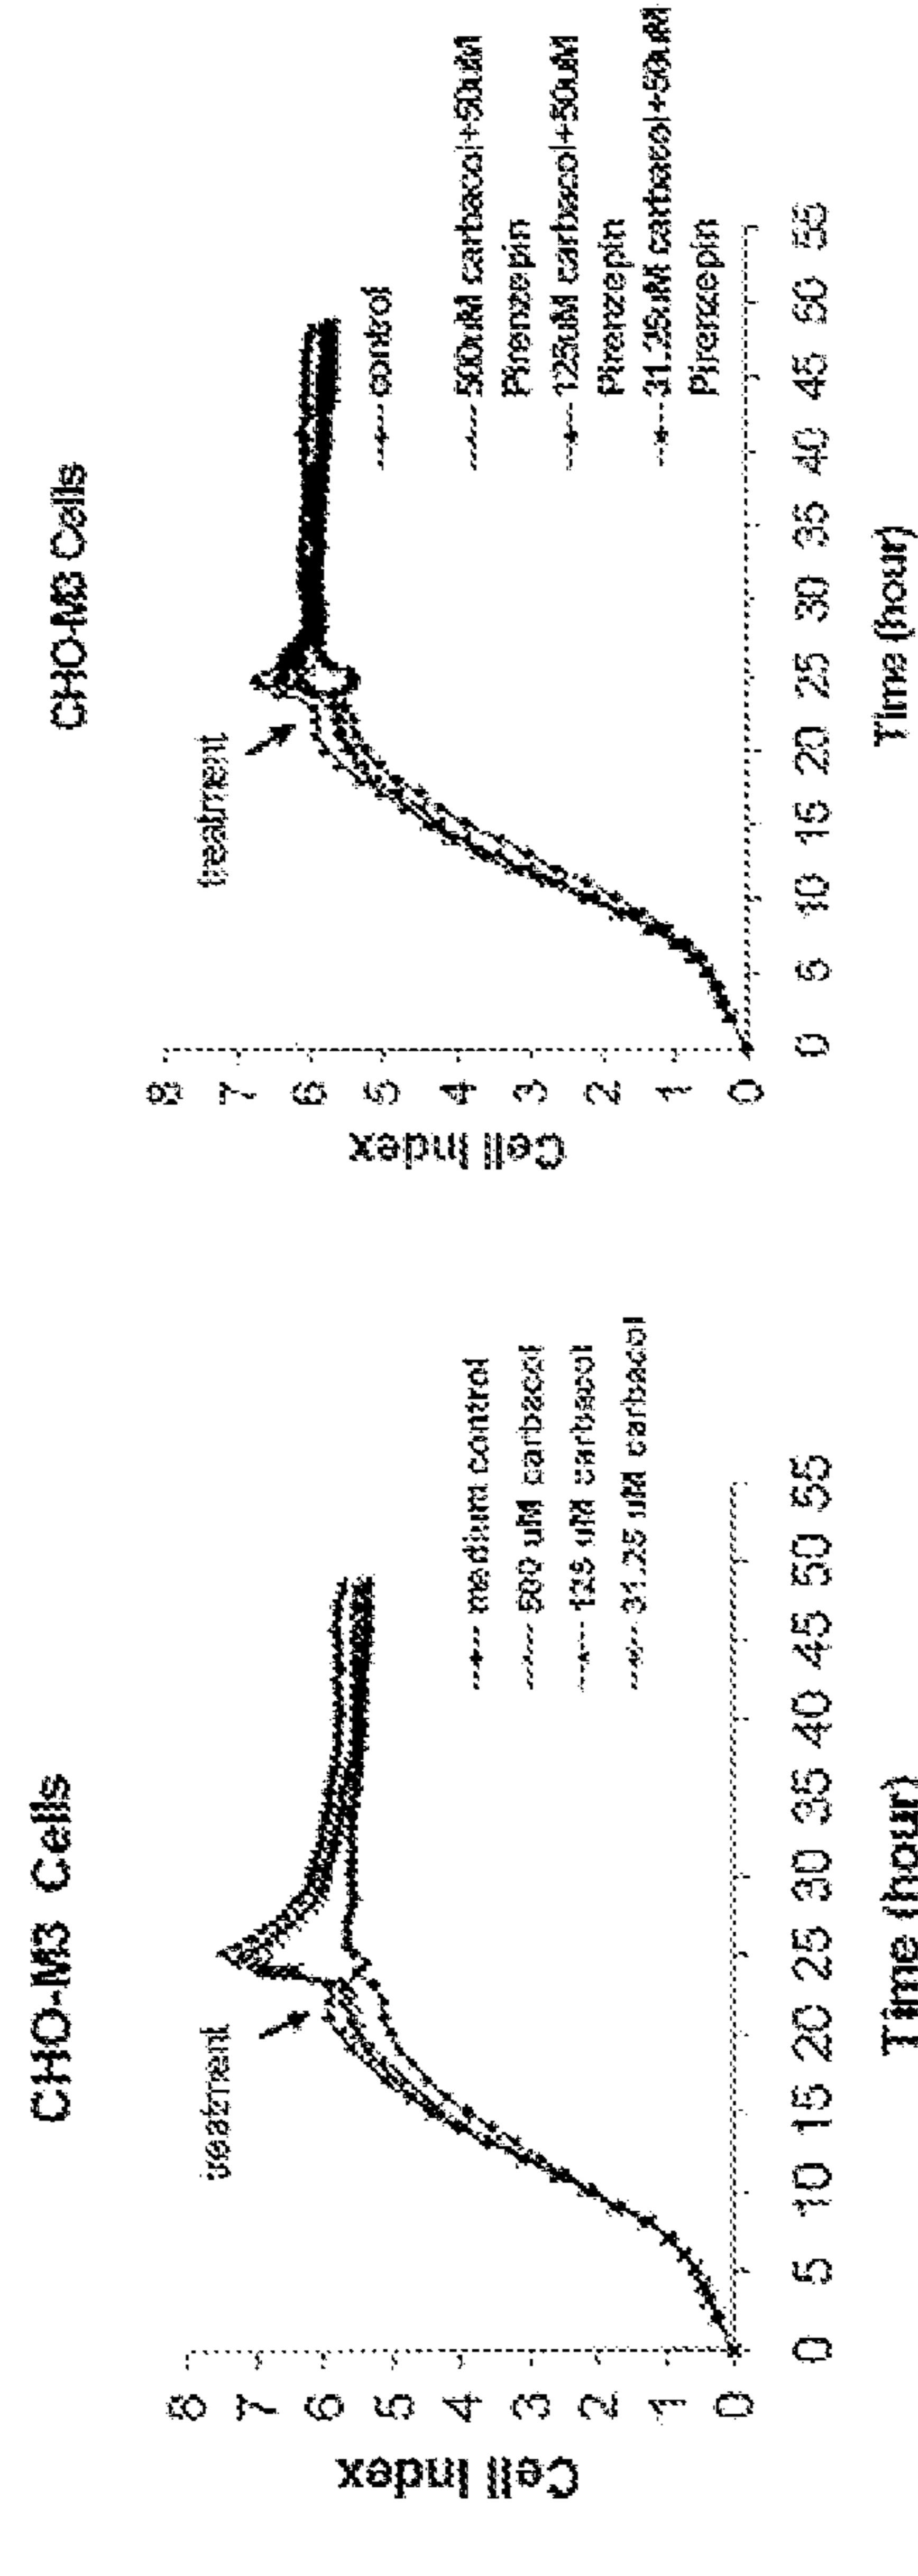 CHO-M3 Cells
treatment
Cell Index
8
7
6
5
4
3
2
1
0
medium control
500 uM carbacol
125 uM carbacol
31.25 uM carbacol
0 5 10 15 20 25 30 35 40 45 50 55
Time (hour)
CHO-M3 Cells
treatment
Cell Index
8
7
6
5
4
3
2
1
0
control
500uM carbacol+50uM
Pirenzepin
125uM carbacol+50uM
Pirenzepin
31.25uM carbacol+50uM
Pirenzepin
0 5 10 15 20 25 30 35 40 45 50 55
Time (hour)